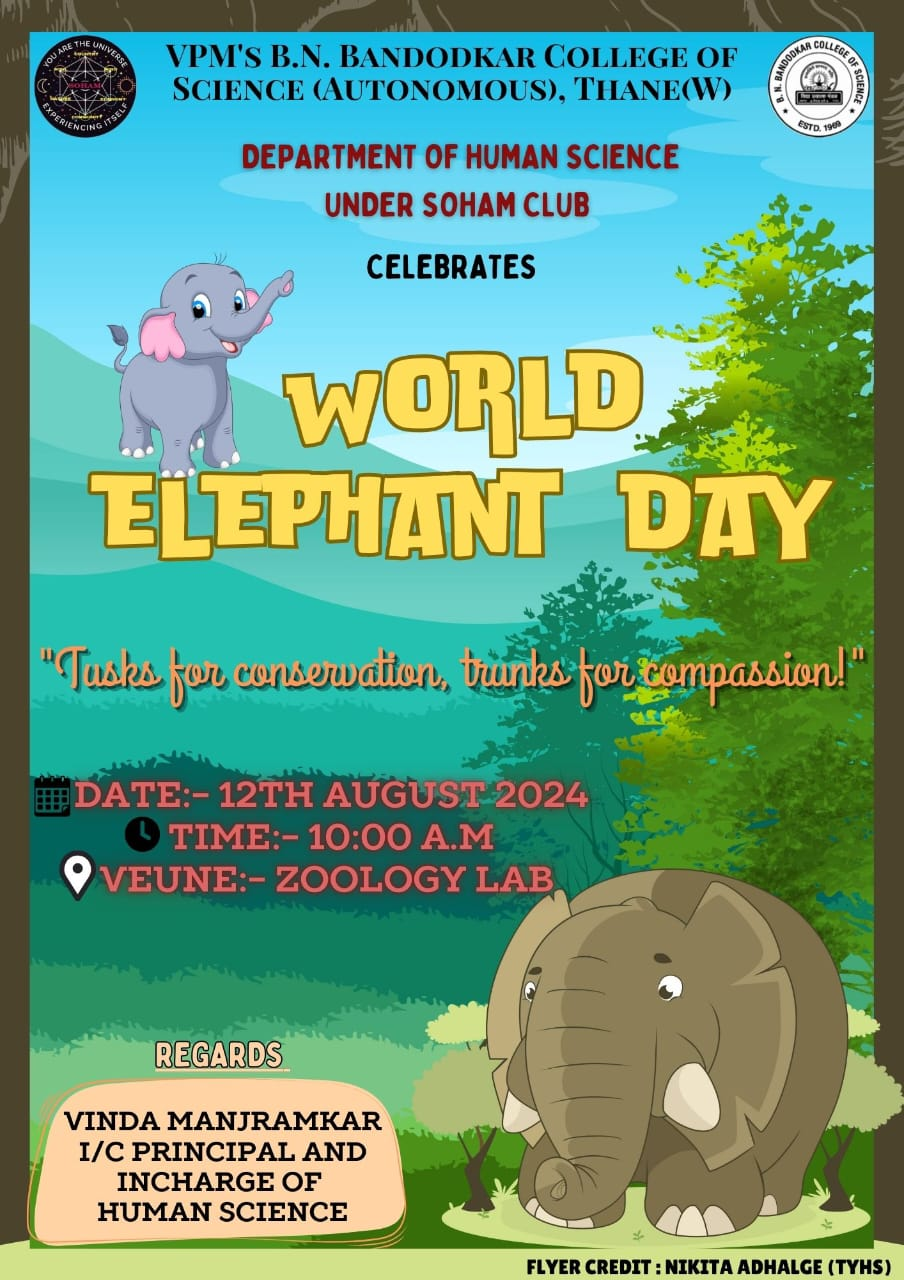 VPM's B.N. Bandodkar College of
Science (Autonomous), Thane(W)
YOU ARE THE UNIVERSE
SOHAM
EXPERIENCING ITSELF
B. N. BANDODKAR COLLEGE OF SCIENCE
ESTD. 1969
DEPARTMENT OF HUMAN SCIENCE
UNDER SOHAM CLUB
CELEBRATES
WORLD
ELEPHANT DAY
"Tusks for conservation, trunks for compassion!"
DATE:- 12TH AUGUST 2024
TIME:- 10:00 A.M
VEUNE:- ZOOLOGY LAB
REGARDS
VINDA MANJRAMKAR
I/C PRINCIPAL AND
INCHARGE OF
HUMAN SCIENCE
FLYER CREDIT : NIKITA ADHALGE (TYHS)